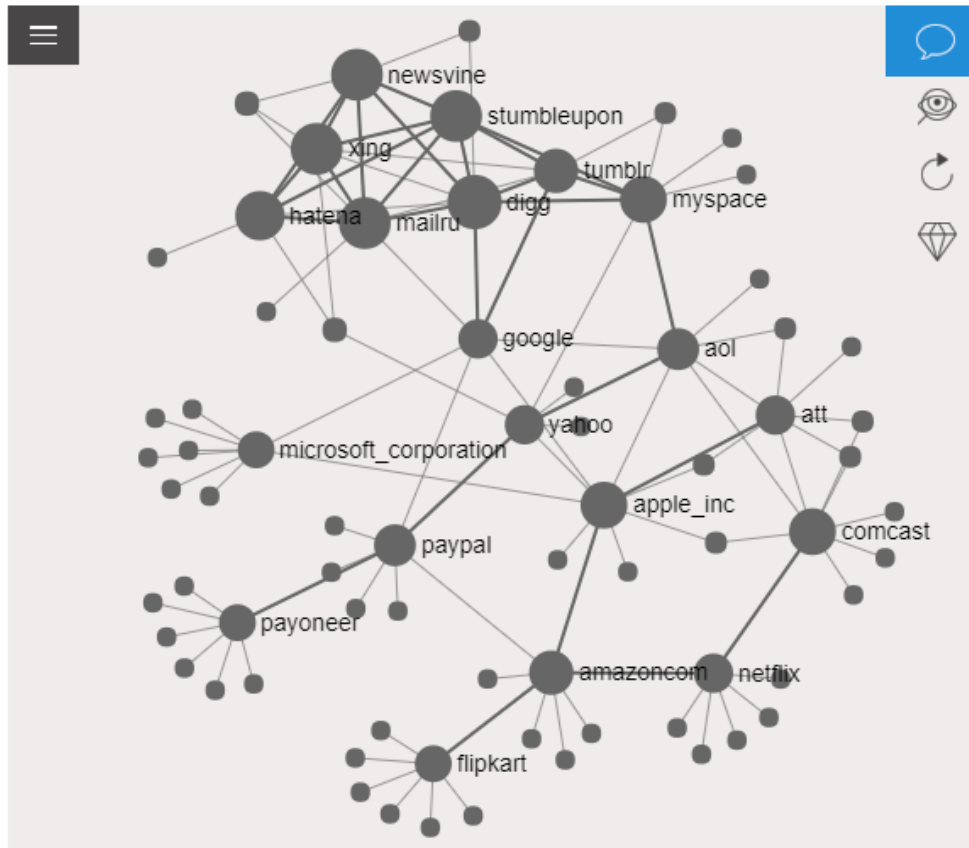 newsvine
stumbleupon
xing
tumblr
digg
myspace
hatena
mailru
google
aol
att
yahoo
microsoft_corporation
apple_inc
comcast
paypal
payoneer
amazoncom
netflix
flipkart